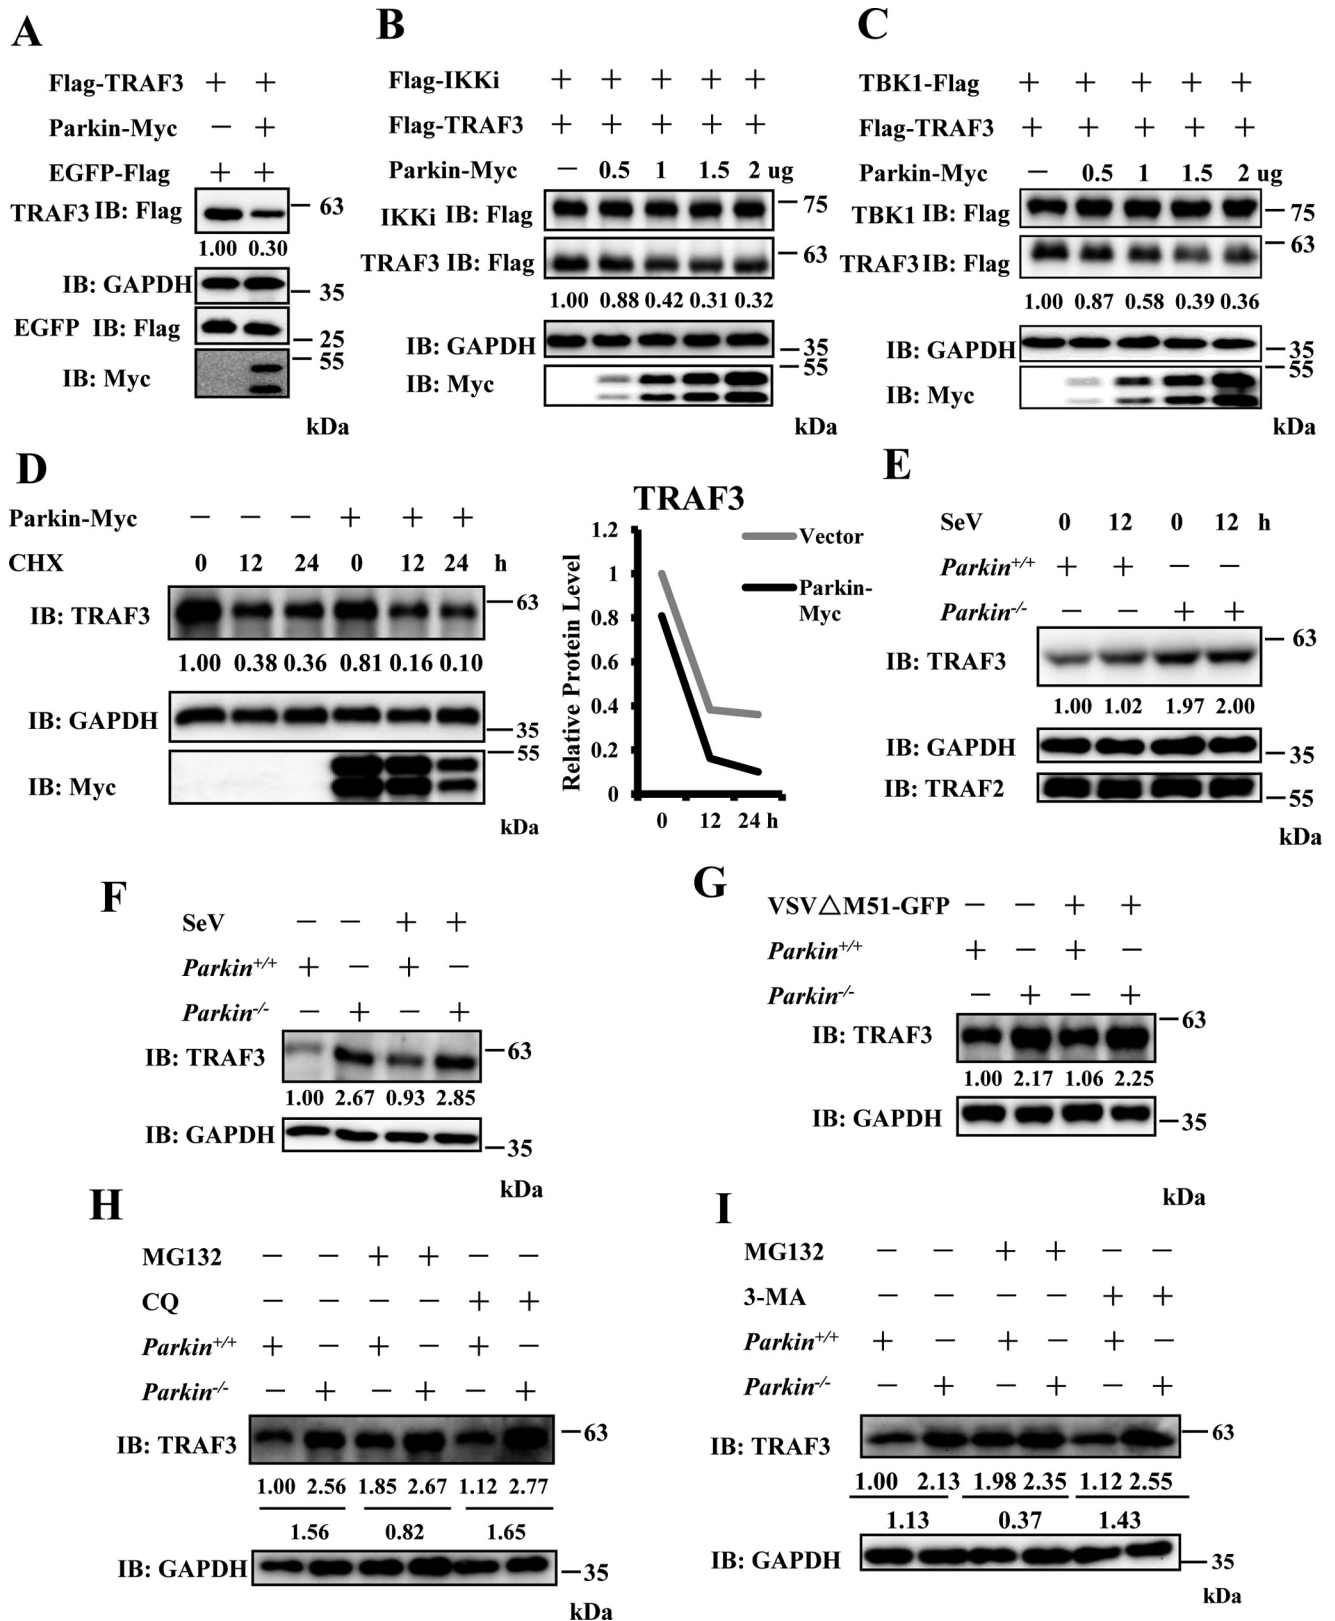 A
Flag-TRAF3 + +
Parkin-Myc − +
EGFP-Flag + +
TRAF3 IB: Flag 63
1.00 0.30
IB: GAPDH 35
EGFP IB: Flag 25
IB: Myc 55
kDa
B
Flag-IKKi + + + + +
Flag-TRAF3 + + + + +
Parkin-Myc − 0.5 1 1.5 2 ug
IKKi IB: Flag 75
TRAF3 IB: Flag 63
1.00 0.88 0.42 0.31 0.32
IB: GAPDH 35
IB: Myc 55
kDa
C
TBK1-Flag + + + + +
Flag-TRAF3 + + + + +
Parkin-Myc − 0.5 1 1.5 2 ug
TBK1 IB: Flag 75
TRAF3 IB: Flag 63
1.00 0.87 0.58 0.39 0.36
IB: GAPDH 35
IB: Myc 55
kDa
D
Parkin-Myc − − − + + +
CHX 0 12 24 0 12 24 h
IB: TRAF3 63
1.00 0.38 0.36 0.81 0.16 0.10
IB: GAPDH 35
IB: Myc 55
kDa
TRAF3
Relative Protein Level
1.2
1
0.8
0.6
0.4
0.2
0
0 12 24 h
Vector
Parkin-
Myc
E
SeV 0 12 0 12 h
Parkin+/+ + + − −
Parkin-/- − − + +
IB: TRAF3 63
1.00 1.02 1.97 2.00
IB: GAPDH 35
IB: TRAF2 55
kDa
F
SeV − − + +
Parkin+/+ + − + −
Parkin-/- − + − +
IB: TRAF3 63
1.00 2.67 0.93 2.85
IB: GAPDH 35
kDa
G
VSV△M51-GFP − − + +
Parkin+/+ + − + −
Parkin-/- − + − +
IB: TRAF3 63
1.00 2.17 1.06 2.25
IB: GAPDH 35
kDa
H
MG132 − − + + − −
CQ − − − − + +
Parkin+/+ + − + − + −
Parkin-/- − + − + − +
IB: TRAF3 63
1.00 2.56 1.85 2.67 1.12 2.77
1.56 0.82 1.65
IB: GAPDH 35
kDa
I
MG132 − − + + − −
3-MA − − − − + +
Parkin+/+ + − + − + −
Parkin-/- − + − + − +
IB: TRAF3 63
1.00 2.13 1.98 2.35 1.12 2.55
1.13 0.37 1.43
IB: GAPDH 35
kDa